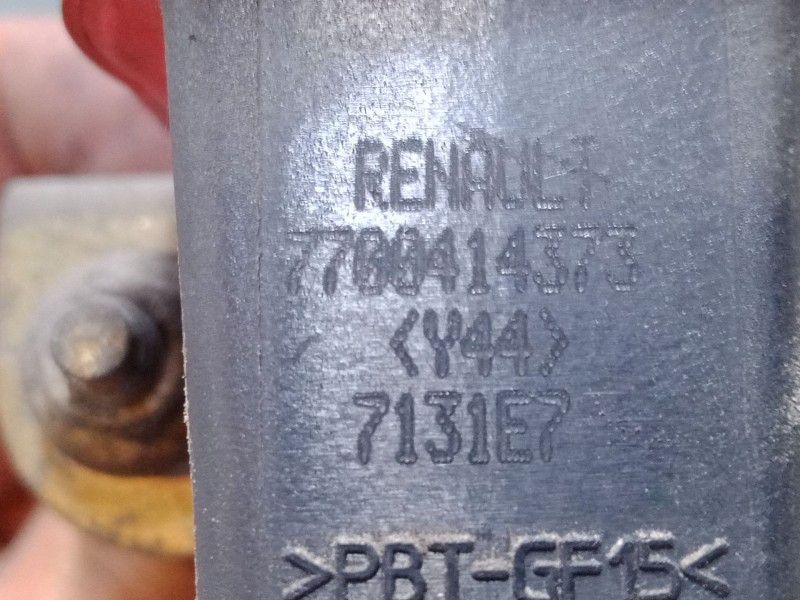 RENAULT
7700414373
<Y44>
7131E7
>PBT-GF15<